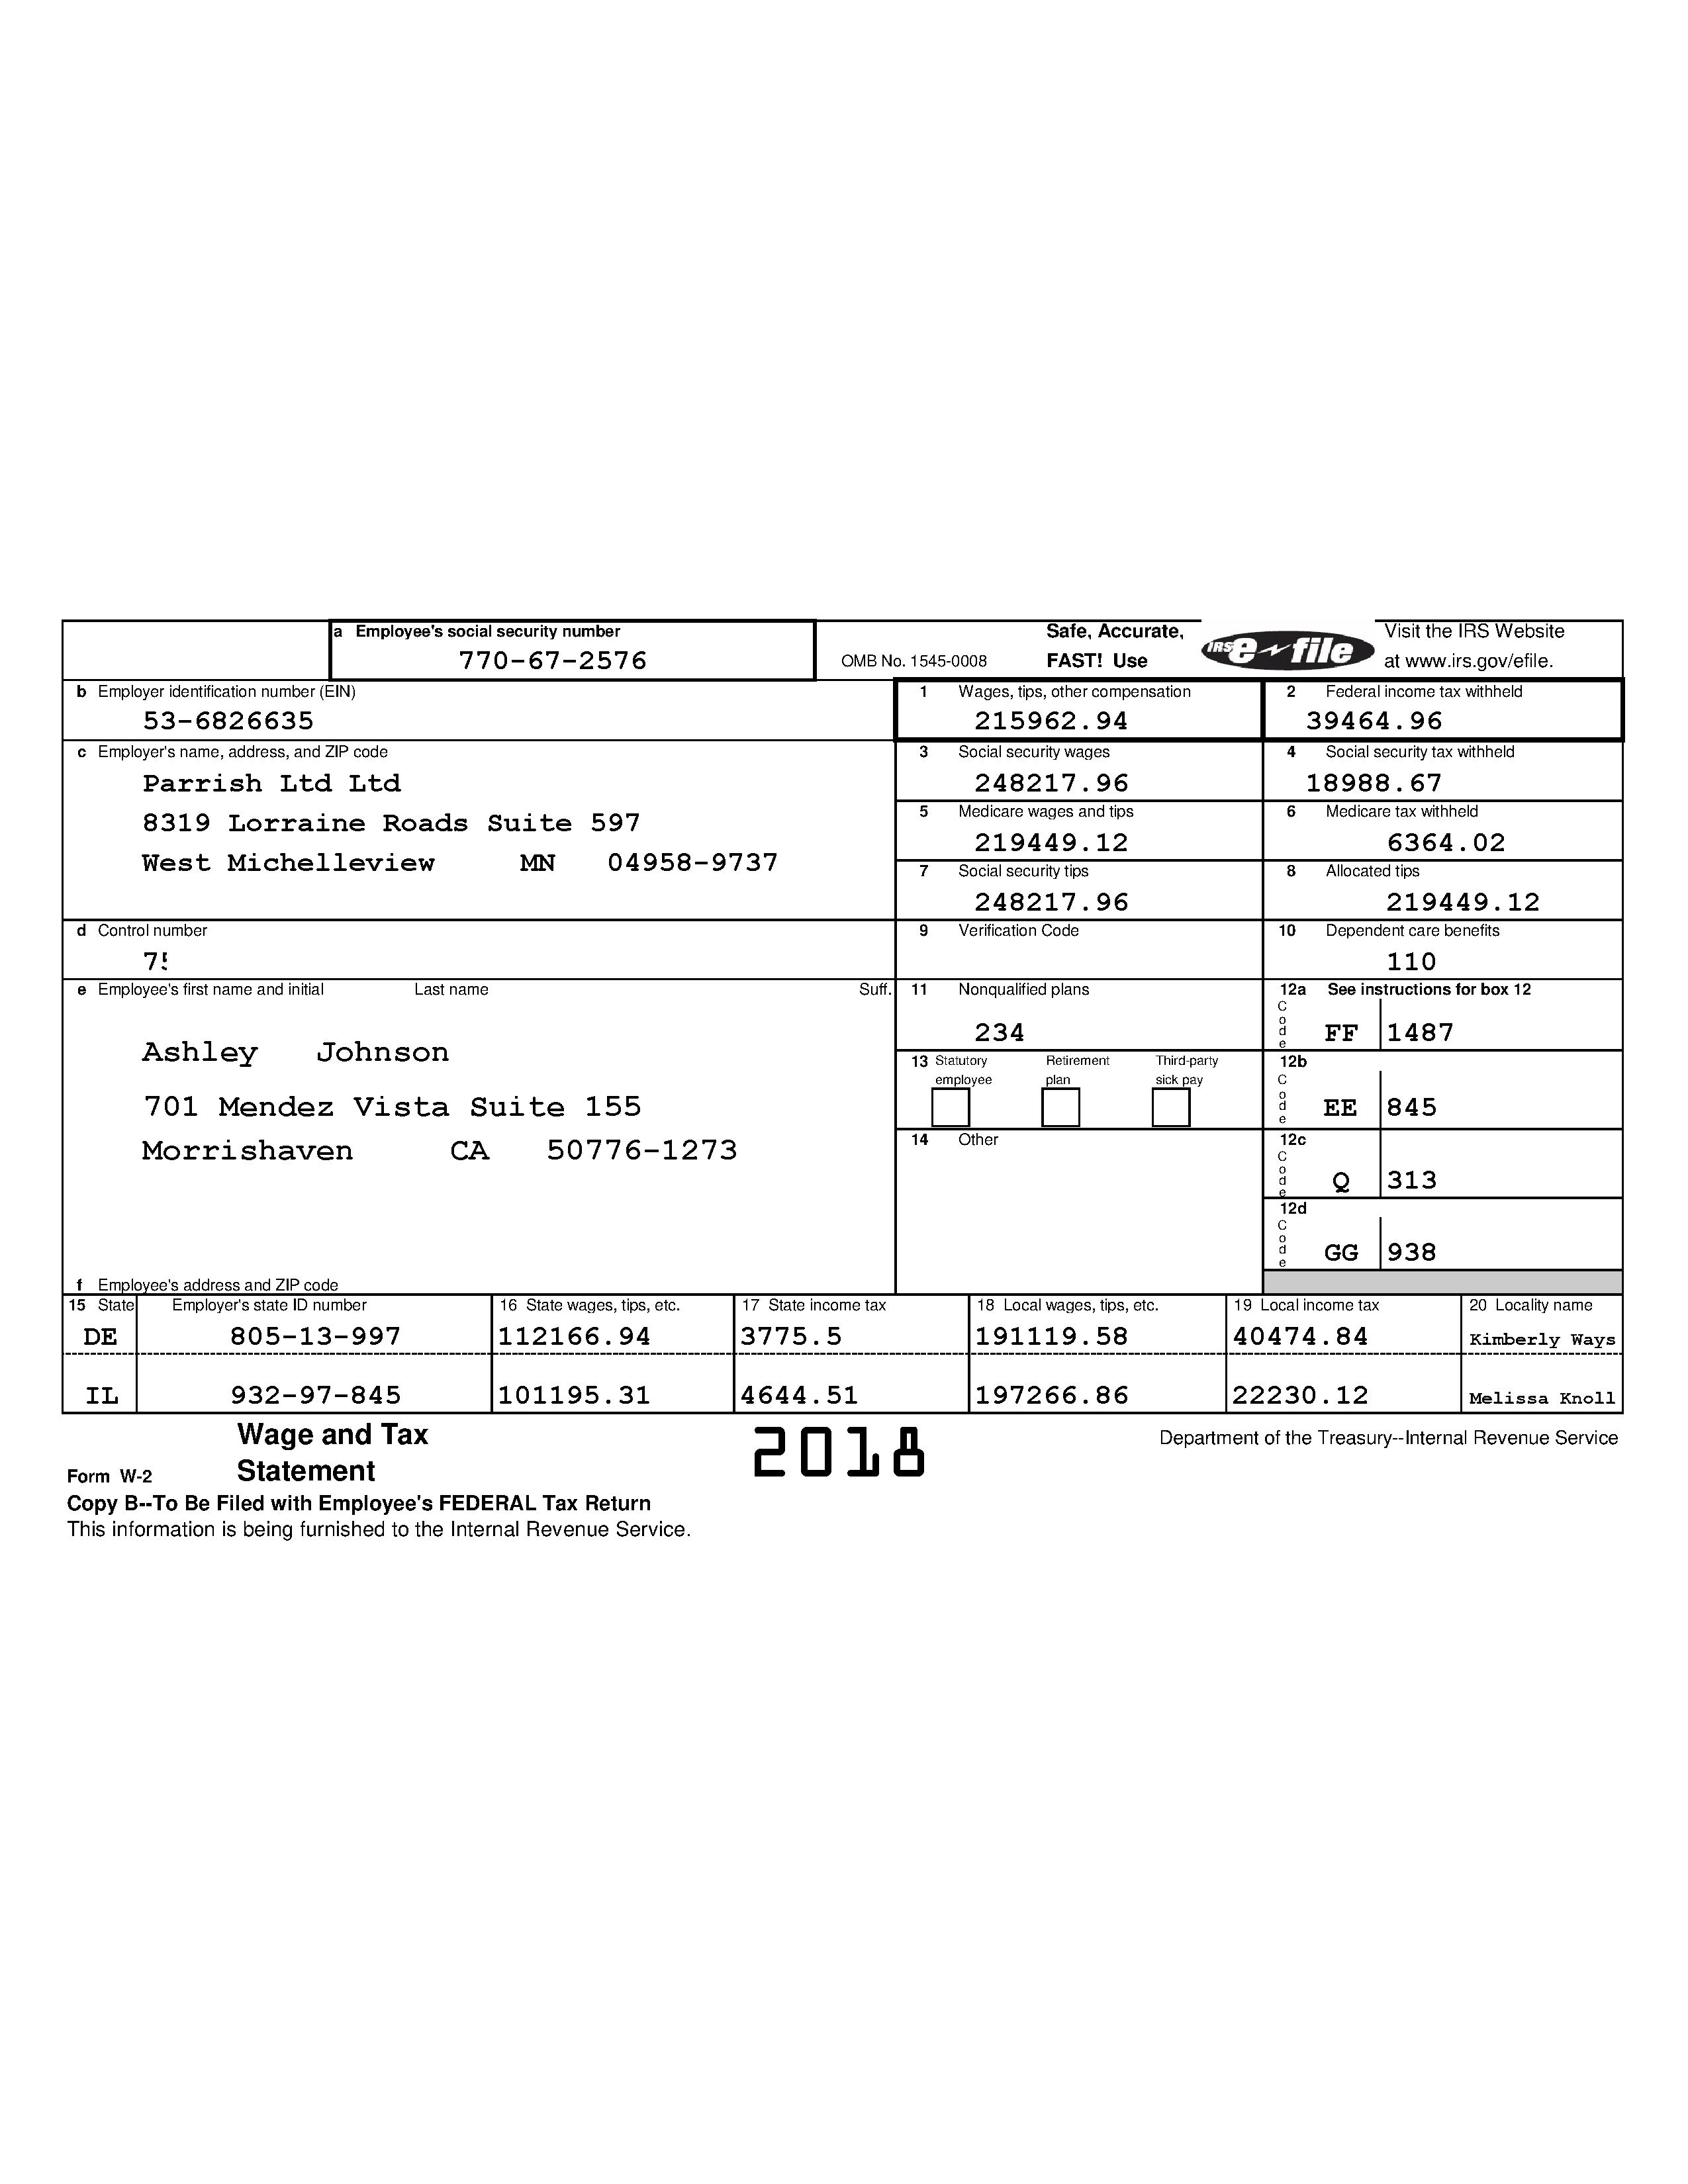 a Employee's social security number
770-67-2576
OMB No. 1545-0008
Safe, Accurate,
FAST! Use
IRS e file
Visit the IRS Website
at www.irs.gov/efile.
b Employer identification number (EIN)
53-6826635
1 Wages, tips, other compensation
215962.94
2 Federal income tax withheld
39464.96
c Employer's name, address, and ZIP code
Parrish Ltd Ltd
8319 Lorraine Roads Suite 597
West Michelleview MN 04958-9737
3 Social security wages
248217.96
4 Social security tax withheld
18988.67
5 Medicare wages and tips
219449.12
6 Medicare tax withheld
6364.02
7 Social security tips
248217.96
8 Allocated tips
219449.12
d Control number
9 Verification Code
10 Dependent care benefits
110
e Employee's first name and initial Last name Suff.
Ashley Johnson
701 Mendez Vista Suite 155
Morrishaven CA 50776-1273
f Employee's address and ZIP code
11 Nonqualified plans
234
12a See instructions for box 12
Code FF 1487
13 Statutory employee
Retirement plan
Third-party sick pay
12b
Code EE 845
14 Other
12c
Code Q 313
12d
Code GG 938
15 State Employer's state ID number 16 State wages, tips, etc. 17 State income tax 18 Local wages, tips, etc. 19 Local income tax 20 Locality name
DE 805-13-997 112166.94 3775.5 191119.58 40474.84 Kimberly Ways
IL 932-97-845 101195.31 4644.51 197266.86 22230.12 Melissa Knoll
Form W-2
Wage and Tax
Statement
2018
Department of the Treasury--Internal Revenue Service
Copy B--To Be Filed with Employee's FEDERAL Tax Return
This information is being furnished to the Internal Revenue Service.